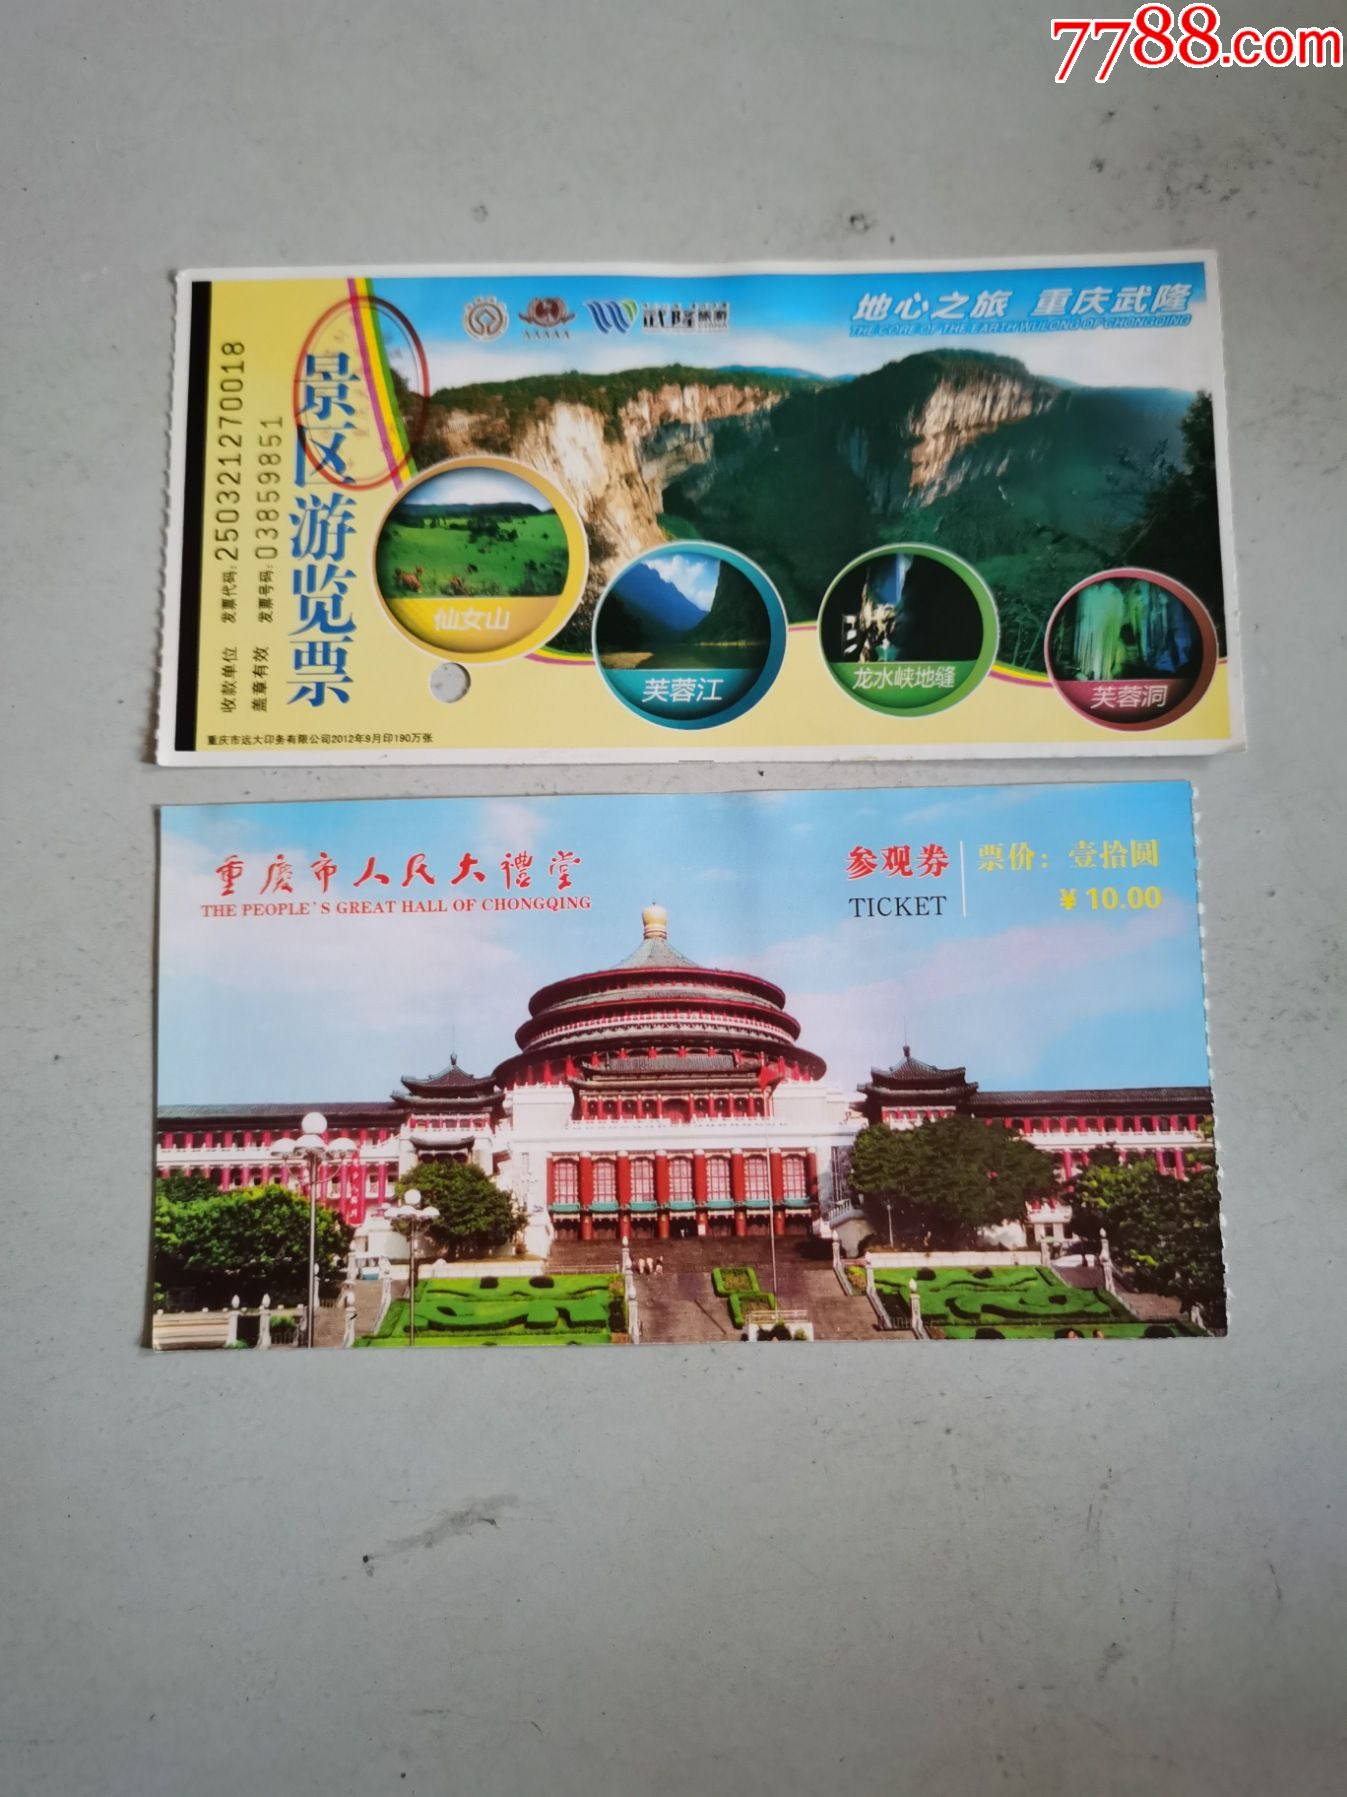 7788.com
武隆旅游
地心之旅 重庆武隆
THE CORE OF THE EARTH WULONG OF CHONGQING
景区游览票
收款单位 发票代码:250321270018
盖章有效 发票号码:03859851
仙女山
芙蓉江
龙水峡地缝
芙蓉洞
重庆市远大印务有限公司2012年9月印190万张
重慶市人民大禮堂
THE PEOPLE'S GREAT HALL OF CHONGQING
参观券
TICKET
票价：壹拾圆
¥ 10.00